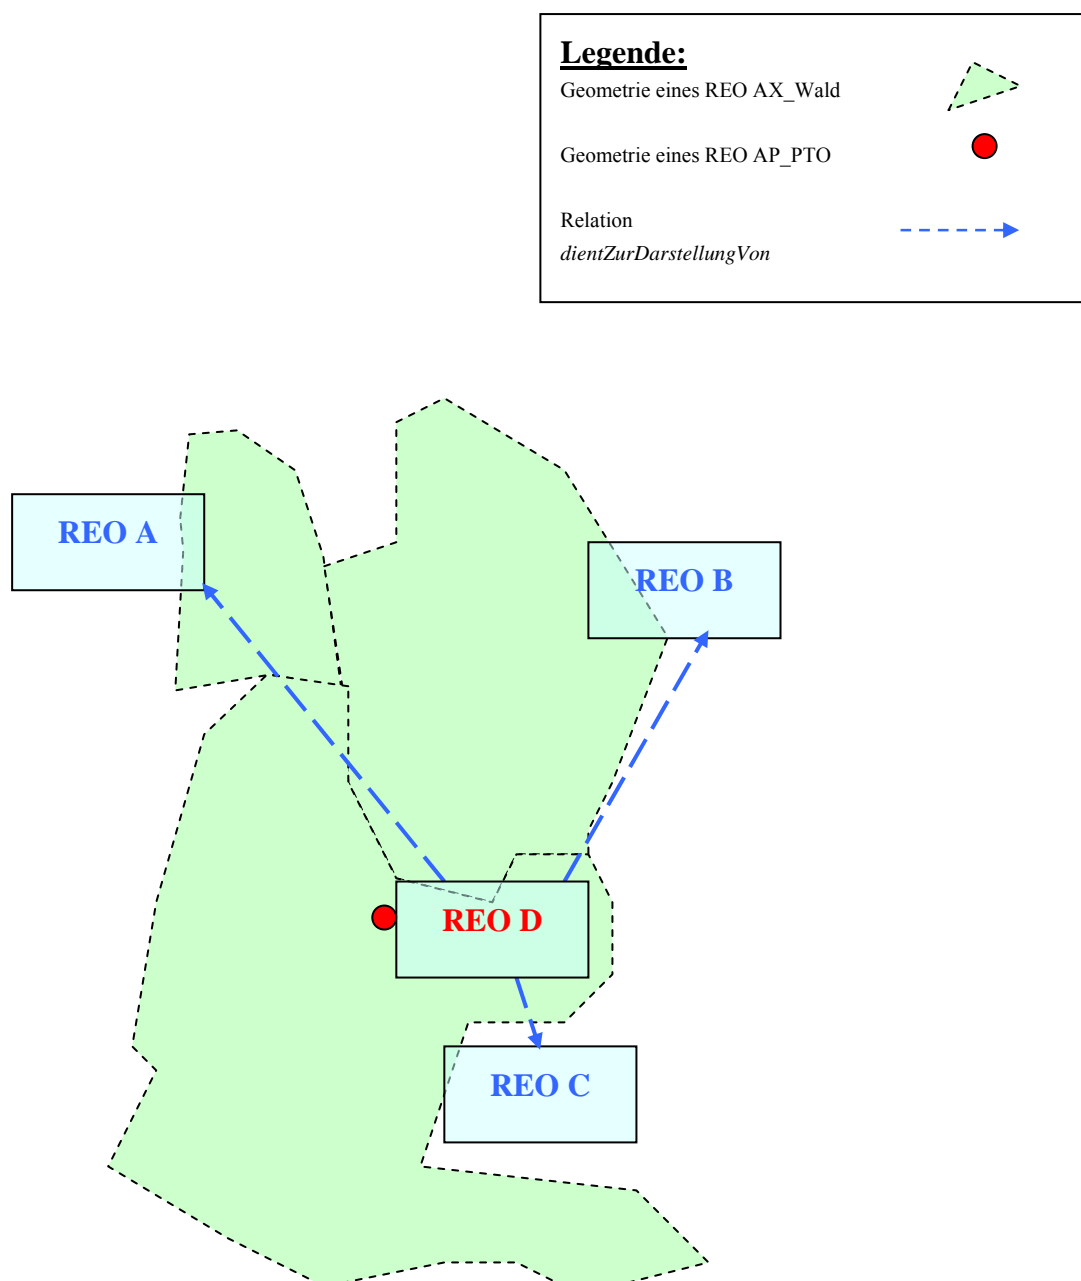 Legende:
Geometrie eines REO AX_Wald
Geometrie eines REO AP_PTO
Relation
dientZurDarstellungVon
REO A
REO B
REO D
REO C